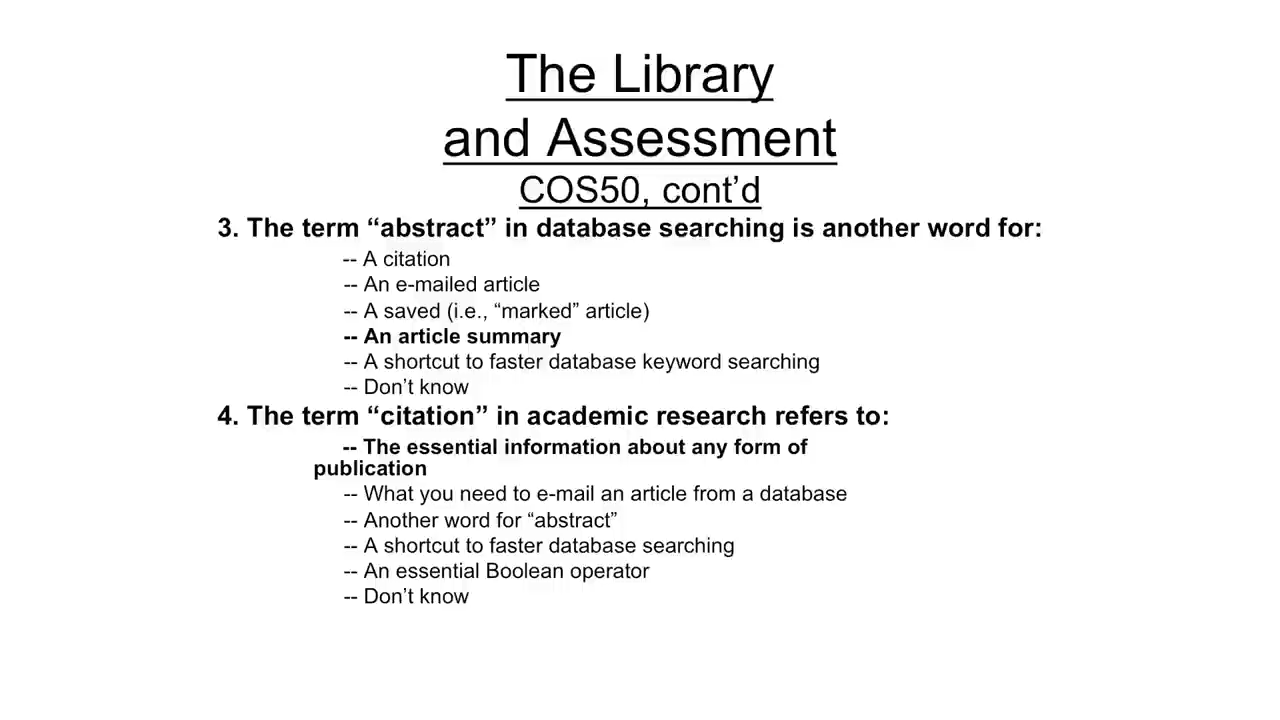 The Library
and Assessment
COS50, cont’d
3. The term “abstract” in database searching is another word for:
-- A citation
-- An e-mailed article
-- A saved (i.e., “marked” article)
-- An article summary
-- A shortcut to faster database keyword searching
-- Don’t know
4. The term “citation” in academic research refers to:
-- The essential information about any form of
publication
-- What you need to e-mail an article from a database
-- Another word for “abstract”
-- A shortcut to faster database searching
-- An essential Boolean operator
-- Don’t know